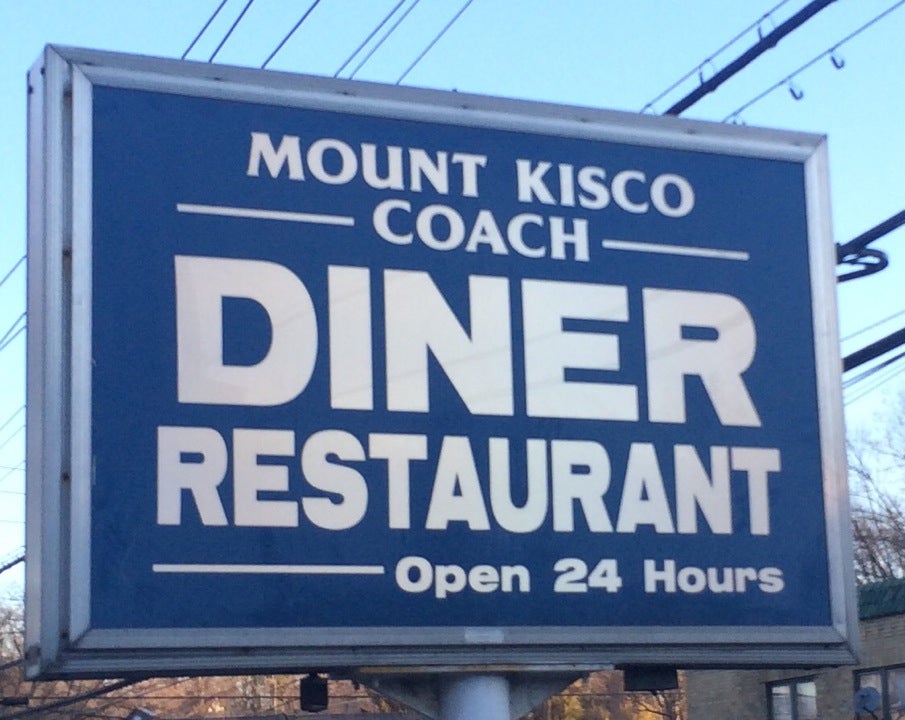 MOUNT KISCO
COACH
DINER
RESTAURANT
Open 24 Hours